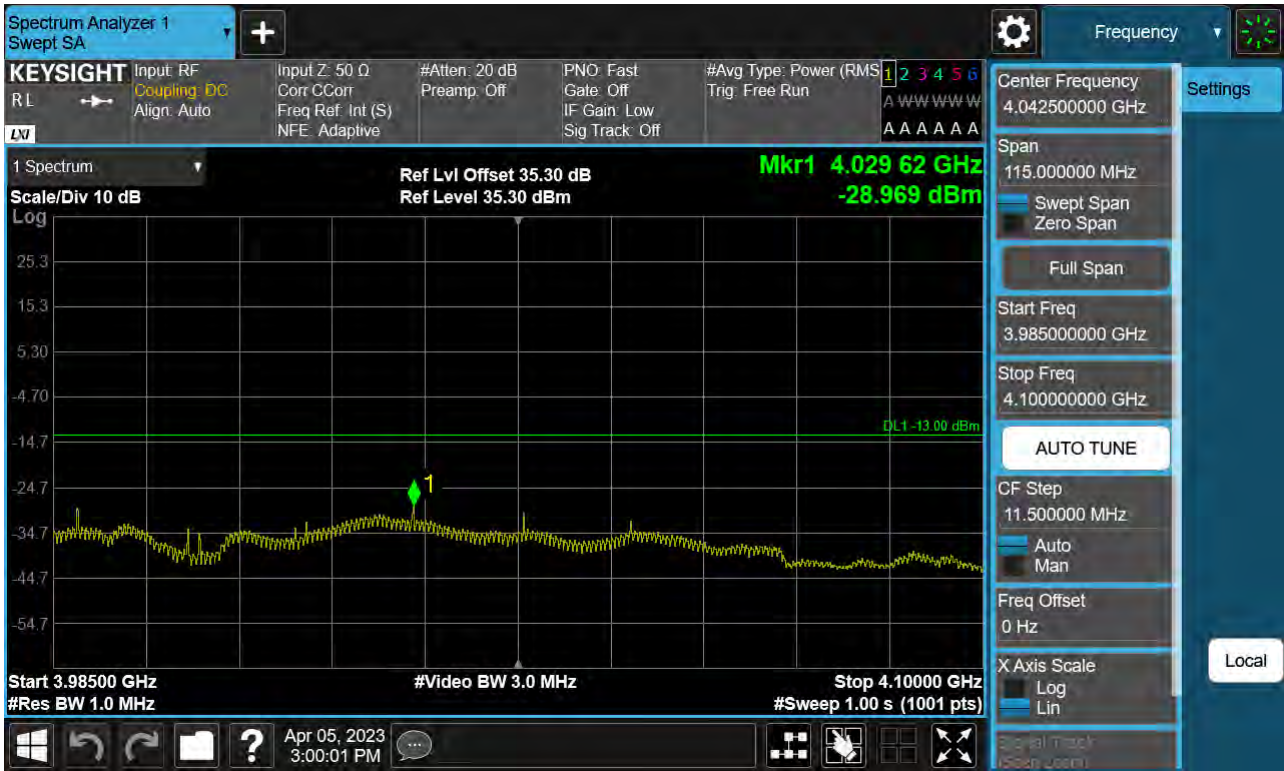 Spectrum Analyzer 1
Swept SA
+
Frequency
KEYSIGHT
RL
LXI
Input: RF
Coupling: DC
Align: Auto
Input Z: 50 Ω
Corr CCorr
Freq Ref: Int (S)
NFE: Adaptive
#Atten: 20 dB
Preamp: Off
PNO: Fast
Gate: Off
IF Gain: Low
Sig Track: Off
#Avg Type: Power (RMS
Trig: Free Run
1 2 3 4 5 6
A W W W W W
A A A A A A
1 Spectrum
Scale/Div 10 dB
Log
Ref Lvl Offset 35.30 dB
Ref Level 35.30 dBm
Mkr1 4.029 62 GHz
-28.969 dBm
25.3
15.3
5.30
-4.70
-14.7
-24.7
-34.7
-44.7
-54.7
DL1 -13.00 dBm
1
Start 3.98500 GHz
#Res BW 1.0 MHz
#Video BW 3.0 MHz
Stop 4.10000 GHz
#Sweep 1.00 s (1001 pts)
Center Frequency
4.042500000 GHz
Span
115.000000 MHz
Swept Span
Zero Span
Full Span
Start Freq
3.985000000 GHz
Stop Freq
4.100000000 GHz
AUTO TUNE
CF Step
11.500000 MHz
Auto
Man
Freq Offset
0 Hz
X Axis Scale
Log
Lin
Signal Track
(Span Zoom)
Settings
Local
?
Apr 05, 2023
3:00:01 PM